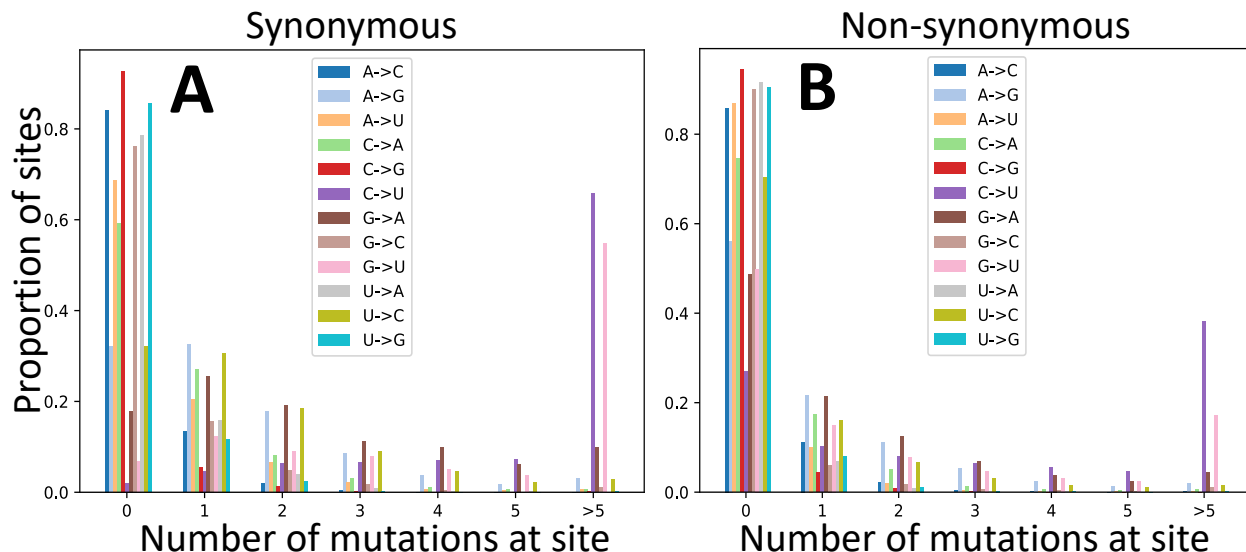 Synonymous
Non-synonymous
A
B
A->C
A->G
A->U
C->A
C->G
C->U
G->A
G->C
G->U
U->A
U->C
U->G
A->C
A->G
A->U
C->A
C->G
C->U
G->A
G->C
G->U
U->A
U->C
U->G
Proportion of sites
0.8
0.6
0.4
0.2
0.0
0.8
0.6
0.4
0.2
0.0
0 1 2 3 4 5 >5
0 1 2 3 4 5 >5
Number of mutations at site
Number of mutations at site